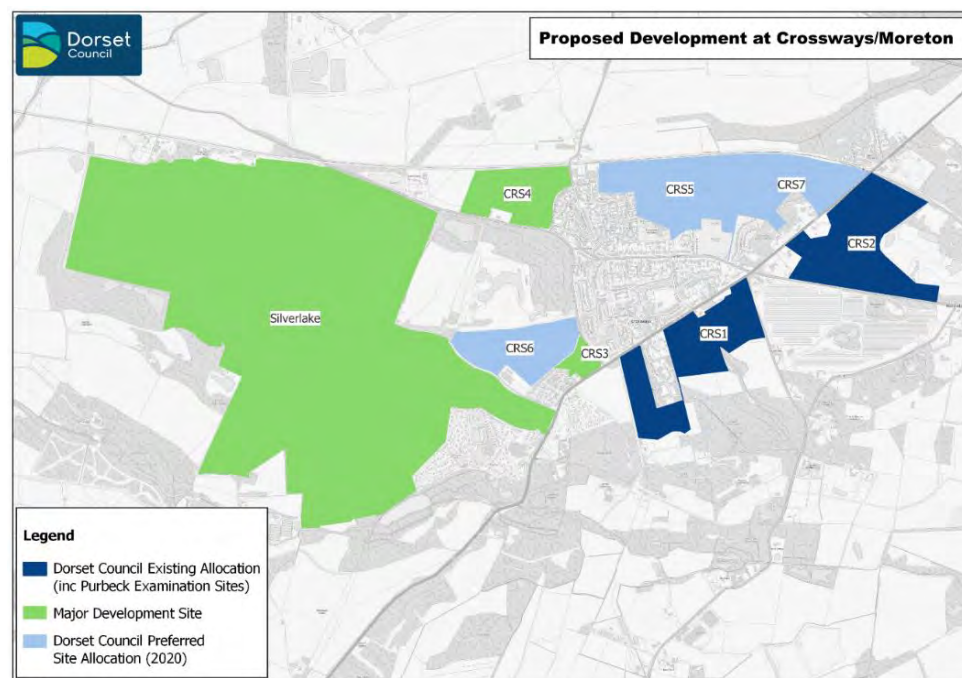 Dorset
Council
Proposed Development at Crossways/Moreton
CRS4
CRS5
CRS7
CRS2
Silverlake
CRS6
CRS3
CRS1
Legend
Dorset Council Existing Allocation
(inc Purbeck Examination Sites)
Major Development Site
Dorset Council Preferred
Site Allocation (2020)